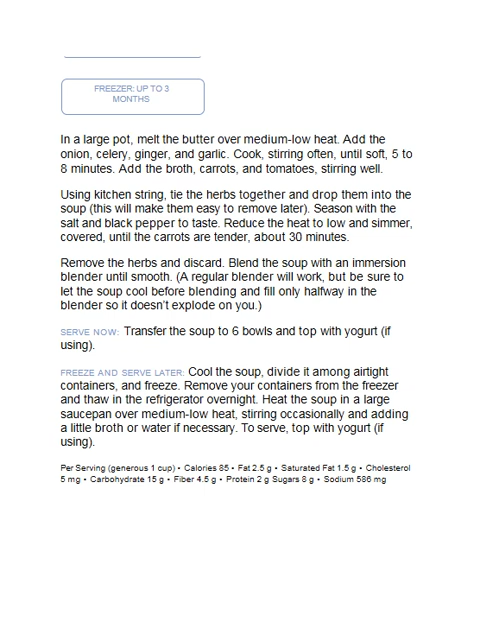 FREEZER: UP TO 3
MONTHS
In a large pot, melt the butter over medium-low heat. Add the
onion, celery, ginger, and garlic. Cook, stirring often, until soft, 5 to
8 minutes. Add the broth, carrots, and tomatoes, stirring well.
Using kitchen string, tie the herbs together and drop them into the
soup (this will make them easy to remove later). Season with the
salt and black pepper to taste. Reduce the heat to low and simmer,
covered, until the carrots are tender, about 30 minutes.
Remove the herbs and discard. Blend the soup with an immersion
blender until smooth. (A regular blender will work, but be sure to
let the soup cool before blending and fill only halfway in the
blender so it doesn't explode on you.)
SERVE NOW: Transfer the soup to 6 bowls and top with yogurt (if
using).
FREEZE AND SERVE LATER: Cool the soup, divide it among airtight
containers, and freeze. Remove your containers from the freezer
and thaw in the refrigerator overnight. Heat the soup in a large
saucepan over medium-low heat, stirring occasionally and adding
a little broth or water if necessary. To serve, top with yogurt (if
using).
Per Serving (generous 1 cup) • Calories 85 • Fat 2.5 g • Saturated Fat 1.5 g • Cholesterol
5 mg • Carbohydrate 15 g • Fiber 4.5 g • Protein 2 g Sugars 8 g • Sodium 586 mg